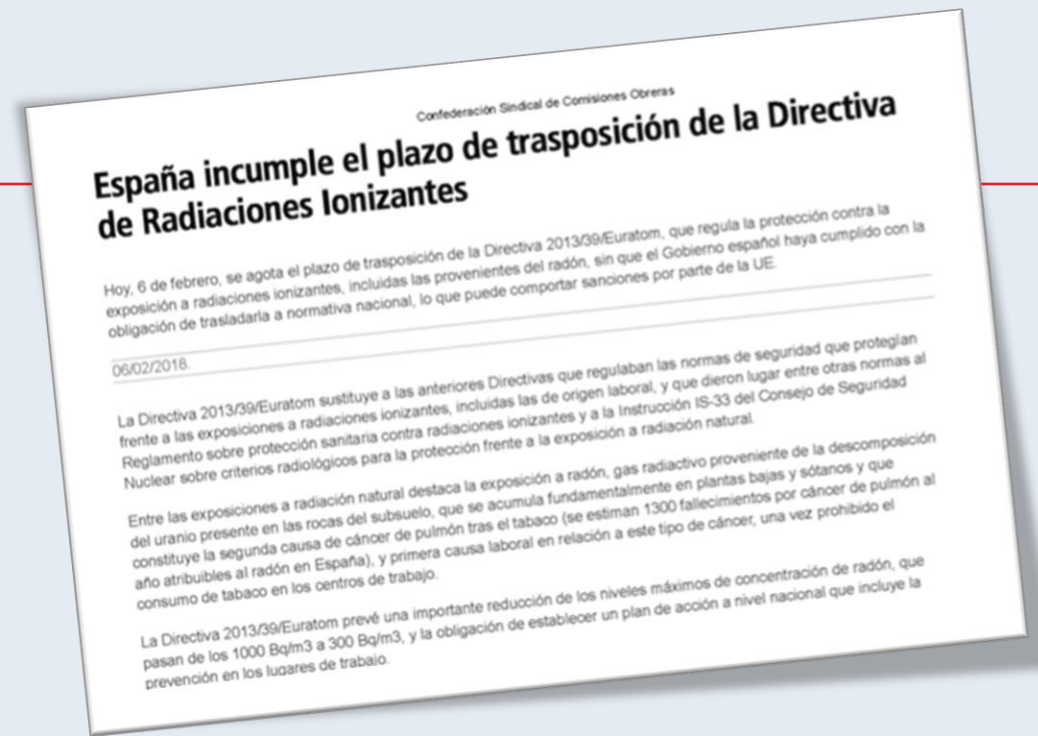 Confederación Sindical de Comisiones Obreras
España incumple el plazo de trasposición de la Directiva
de Radiaciones Ionizantes
Hoy, 6 de febrero, se agota el plazo de trasposición de la Directiva 2013/39/Euratom, que regula la protección contra la
exposición a radiaciones ionizantes, incluidas las provenientes del radón, sin que el Gobierno español haya cumplido con la
obligación de trasladarla a normativa nacional, lo que puede comportar sanciones por parte de la UE.
06/02/2018.
La Directiva 2013/39/Euratom sustituye a las anteriores Directivas que regulaban las normas de seguridad que protegían
frente a las exposiciones a radiaciones ionizantes, incluidas las de origen laboral, y que dieron lugar entre otras normas al
Reglamento sobre protección sanitaria contra radiaciones ionizantes y a la Instrucción IS-33 del Consejo de Seguridad
Nuclear sobre criterios radiológicos para la protección frente a la exposición a radiación natural.
Entre las exposiciones a radiación natural destaca la exposición a radón, gas radiactivo proveniente de la descomposición
del uranio presente en las rocas del subsuelo, que se acumula fundamentalmente en plantas bajas y sótanos y que
constituye la segunda causa de cáncer de pulmón tras el tabaco (se estiman 1300 fallecimientos por cáncer de pulmón al
año atribuibles al radón en España), y primera causa laboral en relación a este tipo de cáncer, una vez prohibido el
consumo de tabaco en los centros de trabajo.
La Directiva 2013/39/Euratom prevé una importante reducción de los niveles máximos de concentración de radón, que
pasan de los 1000 Bq/m3 a 300 Bq/m3, y la obligación de establecer un plan de acción a nivel nacional que incluye la
prevención en los lugares de trabajo.